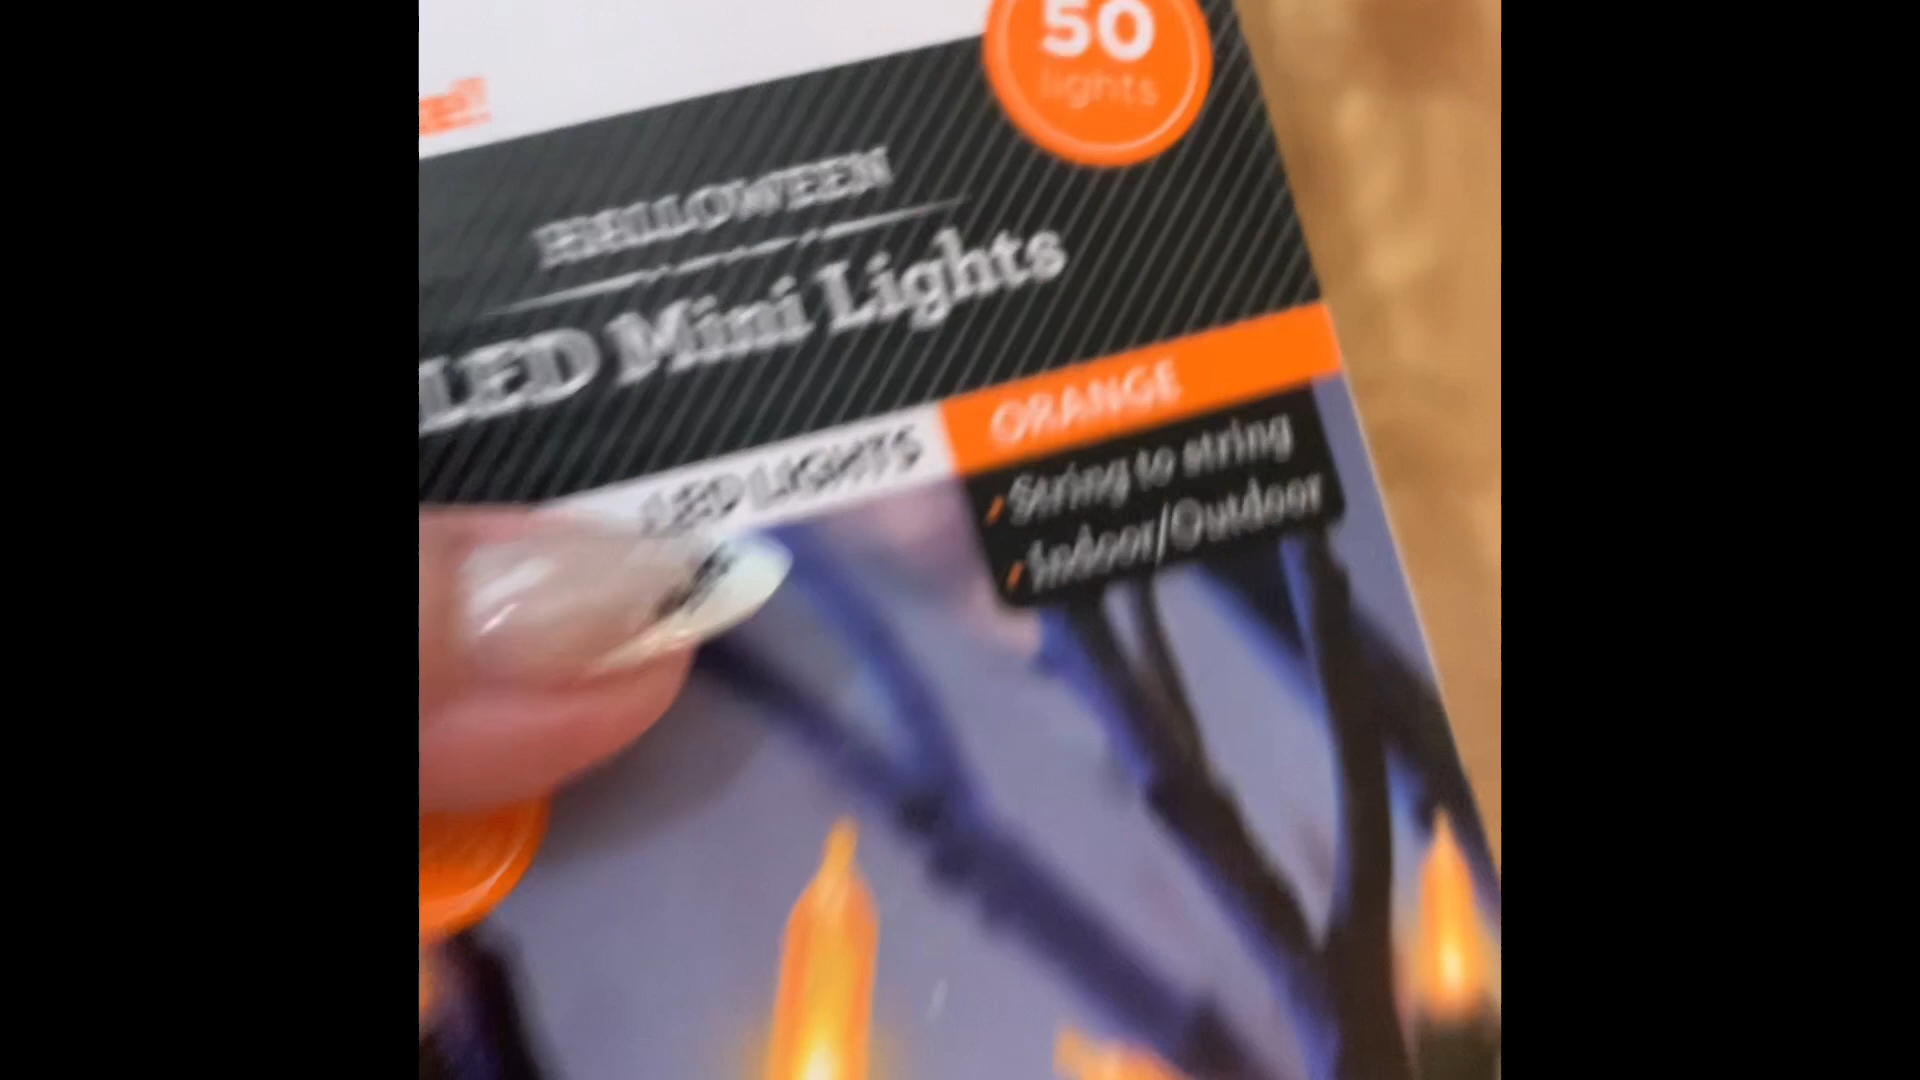 50
lights
HALLOWEEN
LED Mini Lights
ORANGE
LED LIGHTS
String to string
Indoor/Outdoor